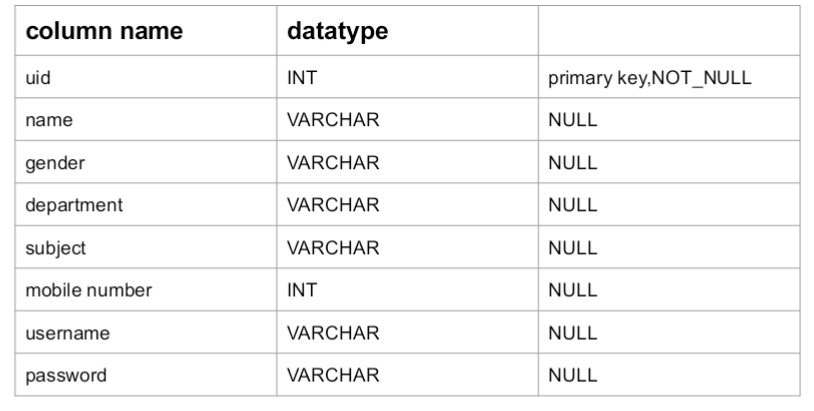 column name datatype
uid INT primary key,NOT_NULL
name VARCHAR NULL
gender VARCHAR NULL
department VARCHAR NULL
subject VARCHAR NULL
mobile number INT NULL
username VARCHAR NULL
password VARCHAR NULL